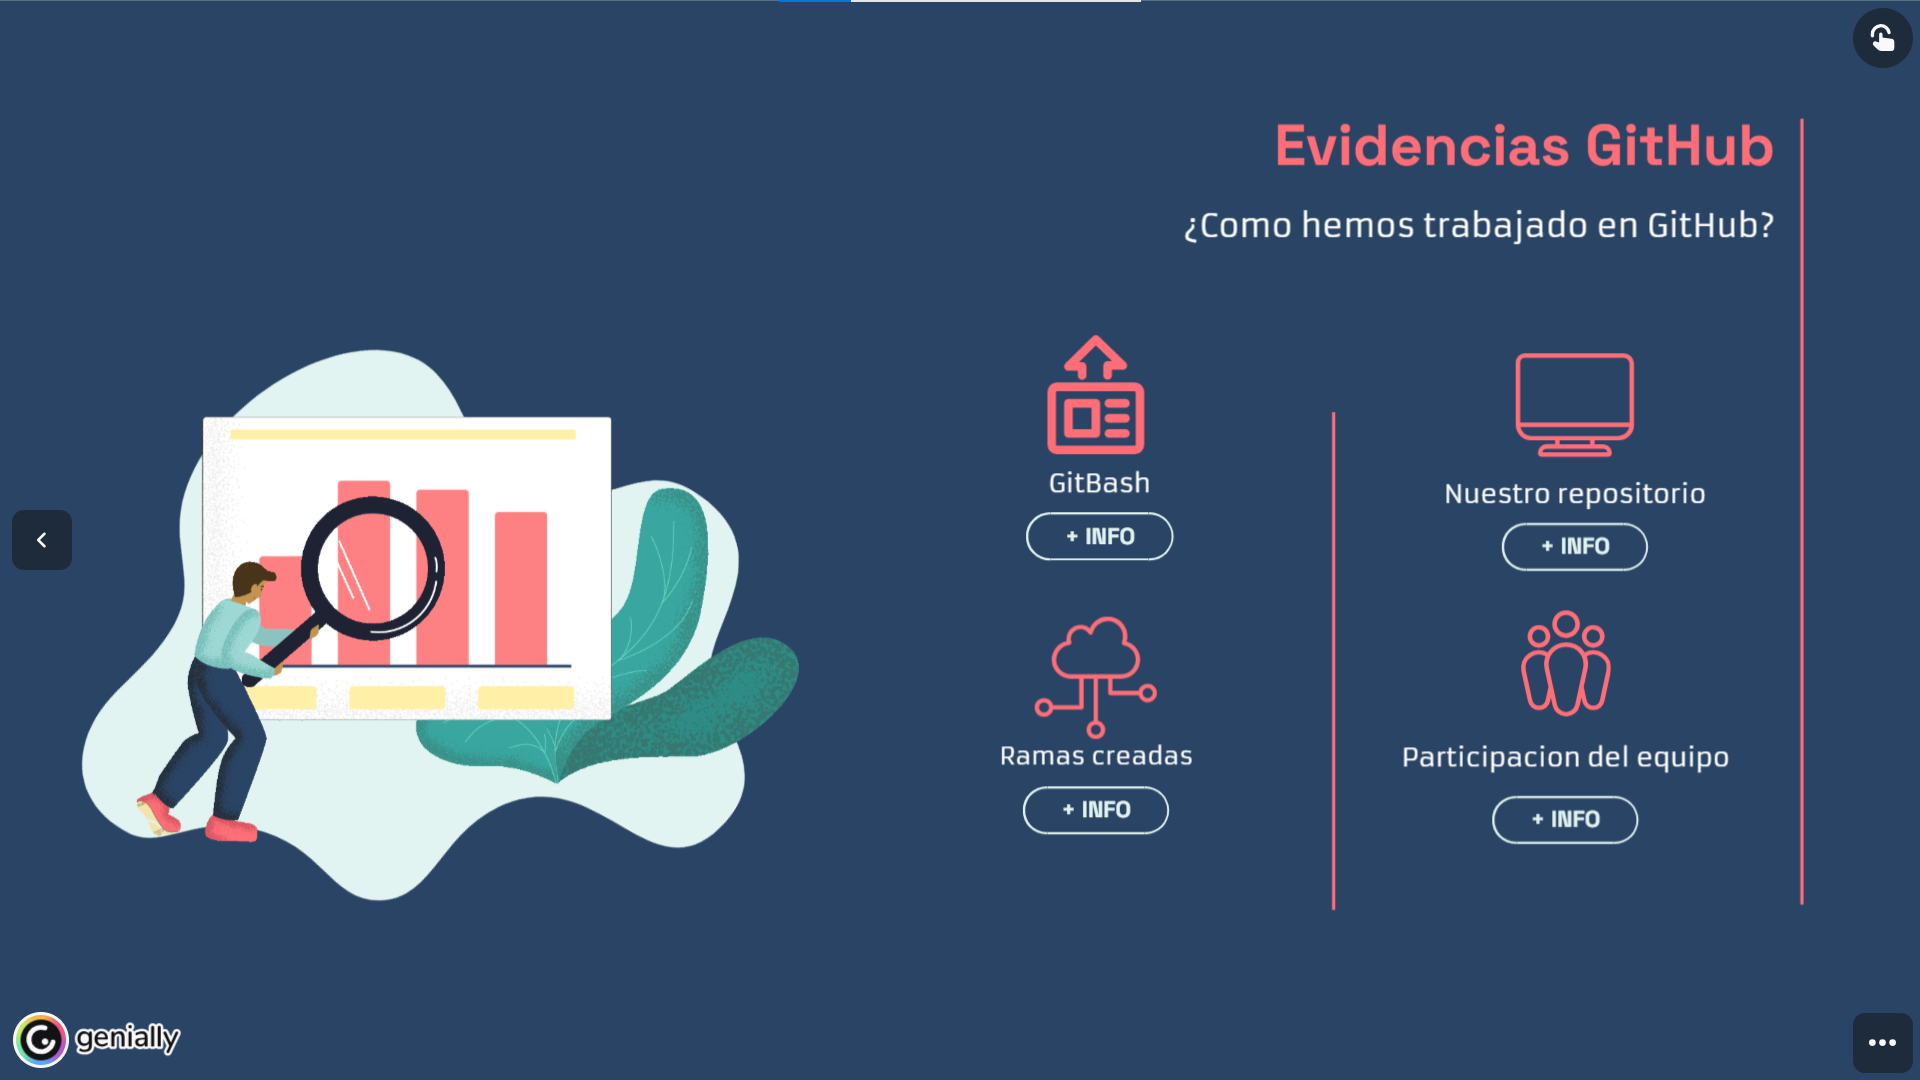 Evidencias GitHub
¿Como hemos trabajado en GitHub?
GitBash
+ INFO
Nuestro repositorio
+ INFO
Ramas creadas
+ INFO
Participacion del equipo
+ INFO
genially